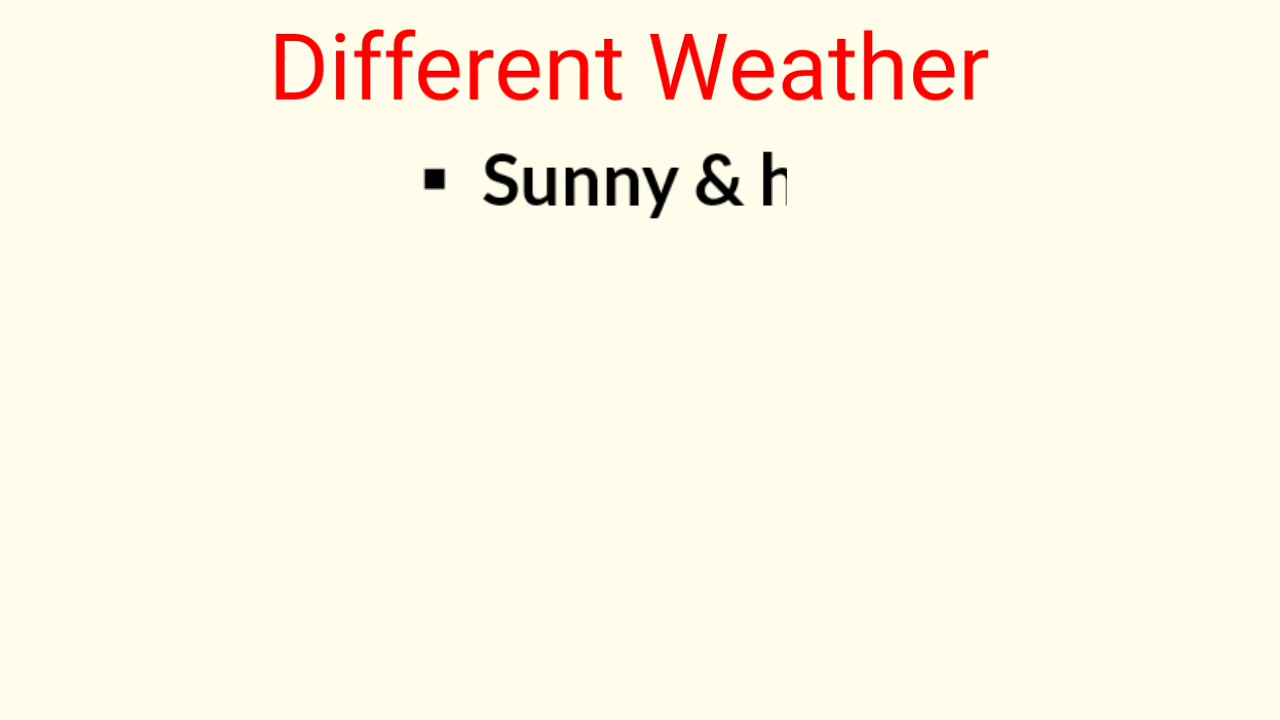 Different Weather
▪ Sunny & h